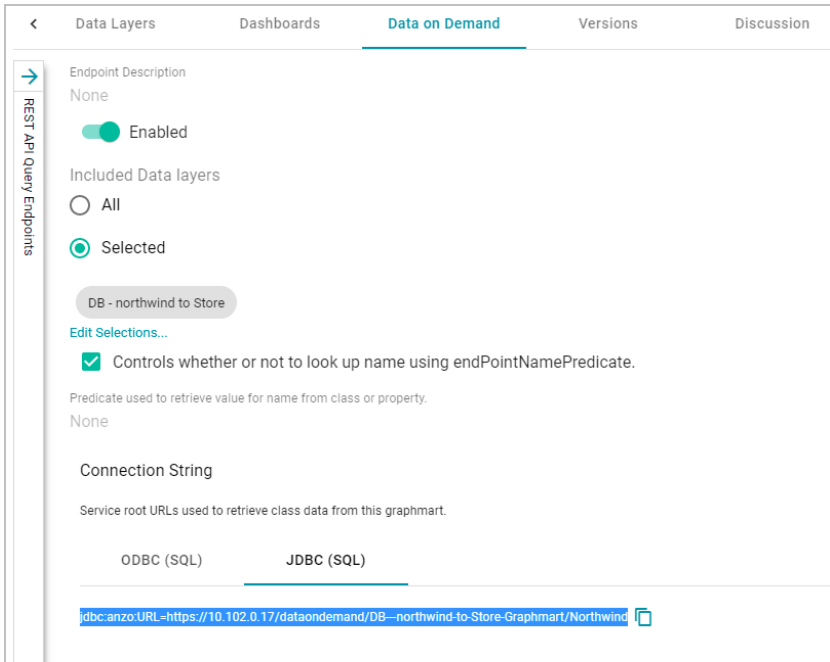 Data Layers Dashboards Data on Demand Versions Discussion
REST API Query Endpoints
Endpoint Description
None
Enabled
Included Data layers
All
Selected
DB - northwind to Store
Edit Selections...
Controls whether or not to look up name using endPointNamePredicate.
Predicate used to retrieve value for name from class or property.
None
Connection String
Service root URLs used to retrieve class data from this graphmart.
ODBC (SQL) JDBC (SQL)
jdbc:anzo:URL=https://10.102.0.17/dataondemand/DB---northwind-to-Store-Graphmart/Northwind